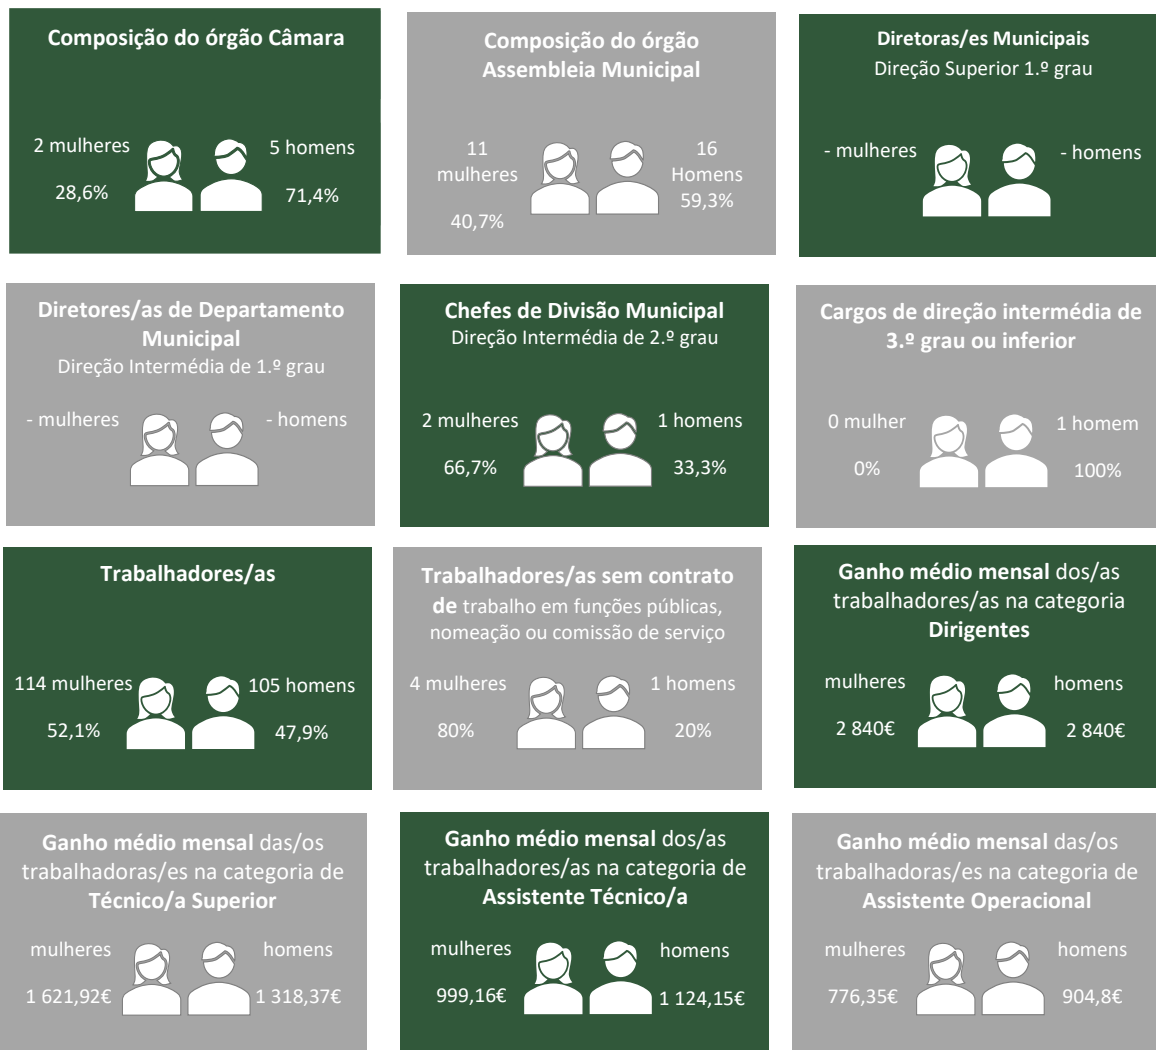 Composição do órgão Câmara
2 mulheres
28,6%
5 homens
71,4%
Composição do órgão
Assembleia Municipal
11
mulheres
40,7%
16
Homens
59,3%
Diretoras/es Municipais
Direção Superior 1.º grau
- mulheres
- homens
Diretores/as de Departamento
Municipal
Direção Intermédia de 1.º grau
- mulheres
- homens
Chefes de Divisão Municipal
Direção Intermédia de 2.º grau
2 mulheres
66,7%
1 homens
33,3%
Cargos de direção intermédia de
3.º grau ou inferior
0 mulher
0%
1 homem
100%
Trabalhadores/as
114 mulheres
52,1%
105 homens
47,9%
Trabalhadores/as sem contrato
de trabalho em funções públicas,
nomeação ou comissão de serviço
4 mulheres
80%
1 homens
20%
Ganho médio mensal dos/as
trabalhadores/as na categoria
Dirigentes
mulheres
2 840€
homens
2 840€
Ganho médio mensal das/os
trabalhadoras/es na categoria de
Técnico/a Superior
mulheres
1 621,92€
homens
1 318,37€
Ganho médio mensal dos/as
trabalhadores/as na categoria de
Assistente Técnico/a
mulheres
999,16€
homens
1 124,15€
Ganho médio mensal das/os
trabalhadoras/es na categoria de
Assistente Operacional
mulheres
776,35€
homens
904,8€